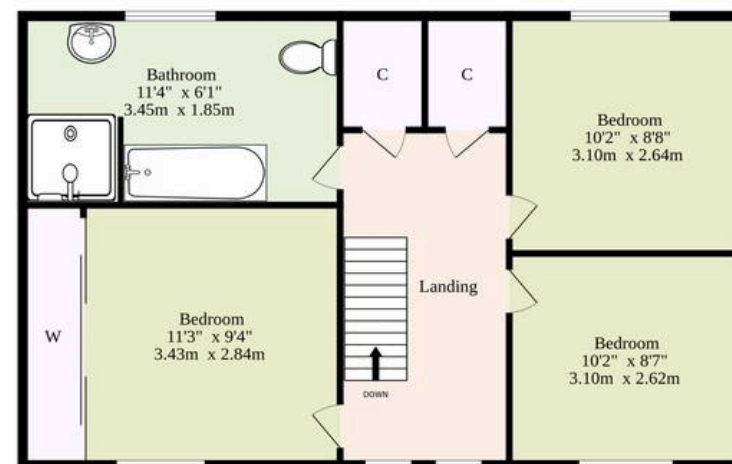 Bathroom
11'4" x 6'1"
3.45m x 1.85m
C
C
Bedroom
10'2" x 8'8"
3.10m x 2.64m
W
Bedroom
11'3" x 9'4"
3.43m x 2.84m
Landing
DOWN
Bedroom
10'2" x 8'7"
3.10m x 2.62m